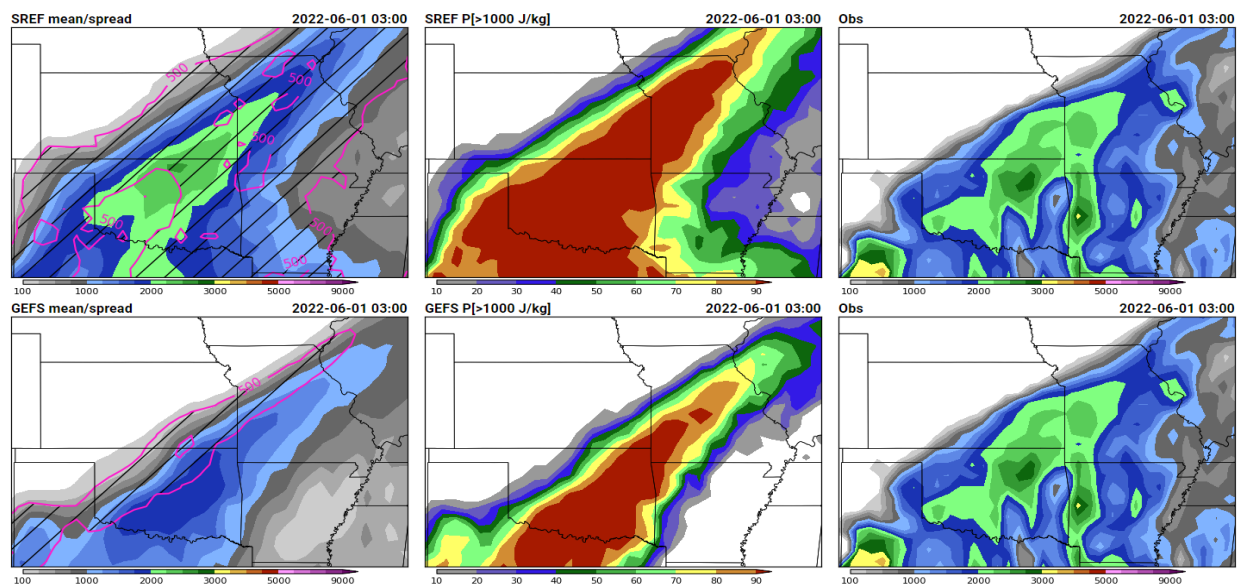 SREF mean/spread 2022-06-01 03:00
SREF P[>1000 J/kg] 2022-06-01 03:00
Obs 2022-06-01 03:00
500
500
500
500
500
100 1000 2000 3000 5000 9000
10 20 30 40 50 60 70 80 90
100 1000 2000 3000 5000 9000
GEFS mean/spread 2022-06-01 03:00
GEFS P[>1000 J/kg] 2022-06-01 03:00
Obs 2022-06-01 03:00
500
100 1000 2000 3000 5000 9000
10 20 30 40 50 60 70 80 90
100 1000 2000 3000 5000 9000